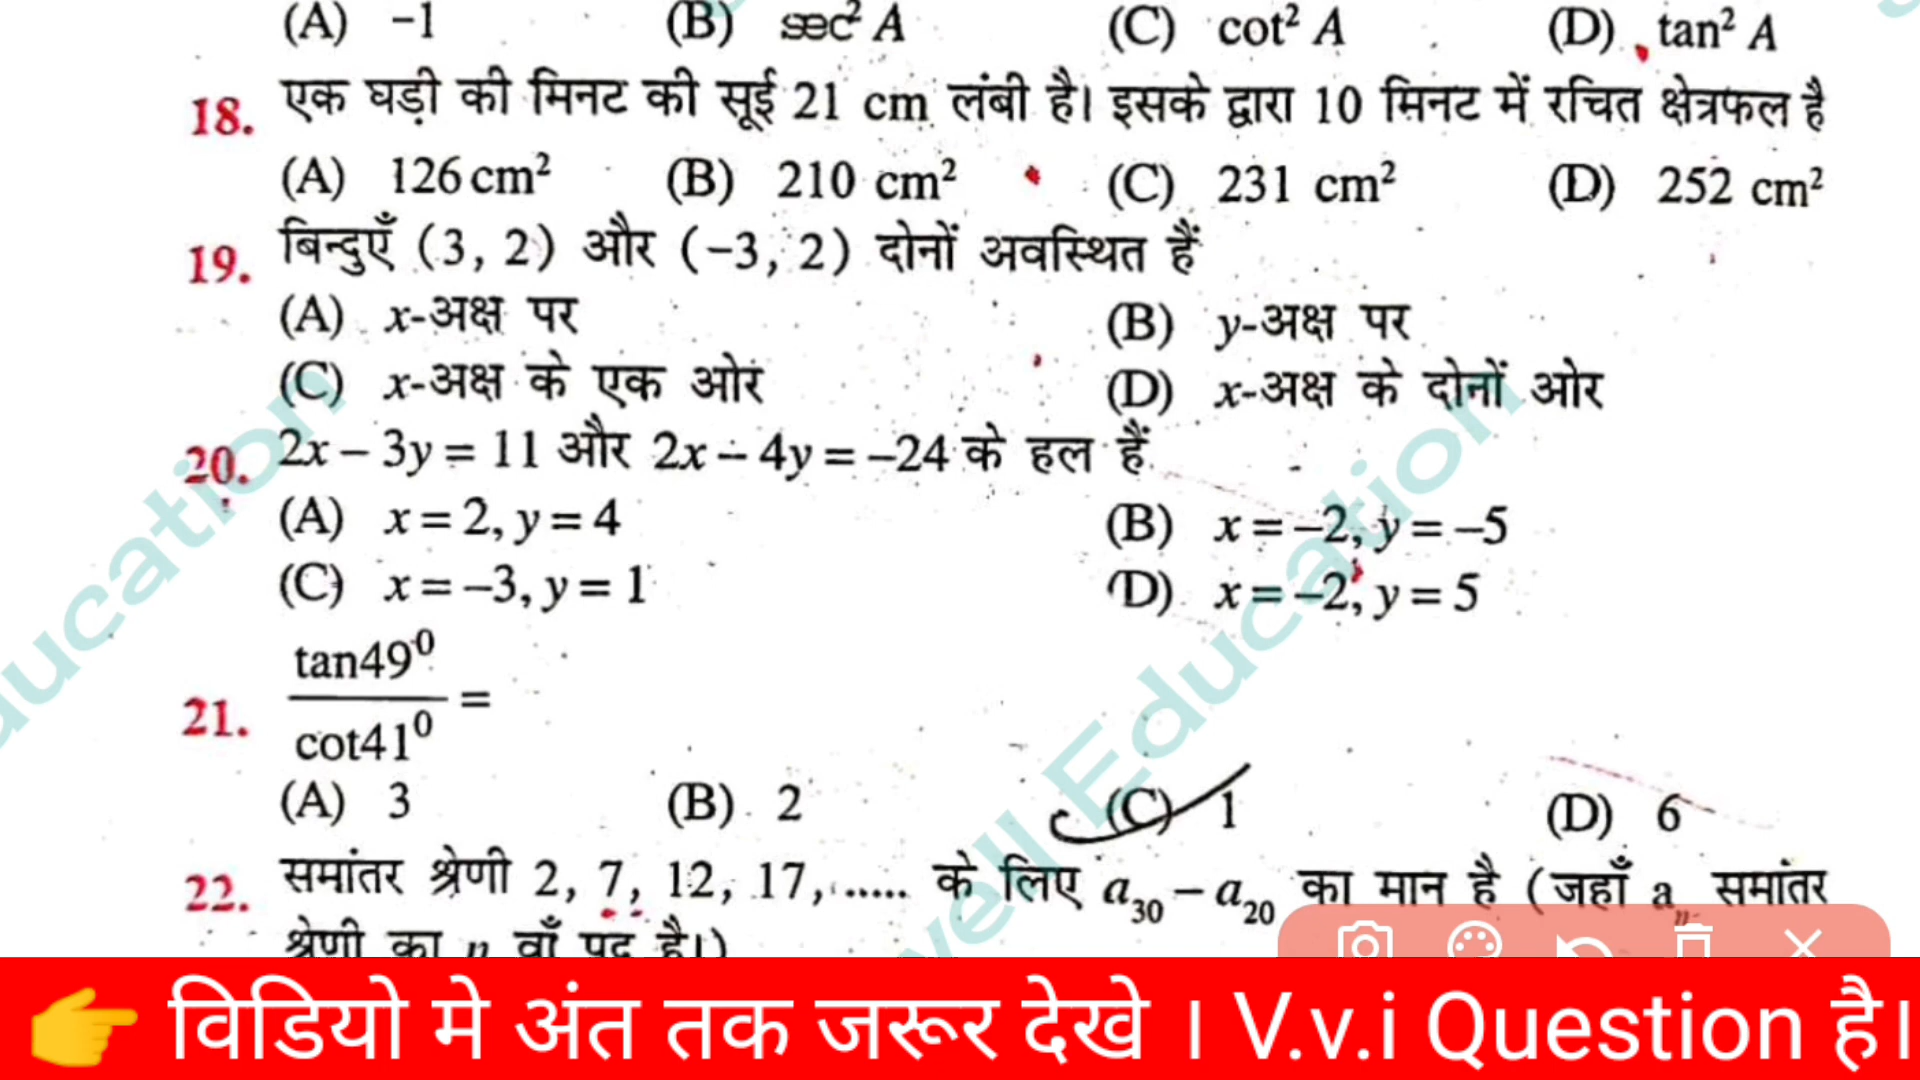 (A) -1 (B) sec² A (C) cot² A (D) tan² A
18. एक घड़ी की मिनट की सूई 21 cm लंबी है। इसके द्वारा 10 मिनट में रचित क्षेत्रफल है
(A) 126 cm² (B) 210 cm² (C) 231 cm² (D) 252 cm²
19. बिन्दुएँ (3, 2) और (-3, 2) दोनों अवस्थित हैं
(A) x-अक्ष पर (B) y-अक्ष पर
(C) x-अक्ष के एक ओर (D) x-अक्ष के दोनों ओर
20. 2x – 3y = 11 और 2x – 4y = –24 के हल हैं
(A) x = 2, y = 4 (B) x = –2, y = –5
(C) x = –3, y = 1 (D) x = –2, y = 5
21. tan49⁰ / cot41⁰ =
(A) 3 (B) 2 (C) 1 (D) 6
22. समांतर श्रेणी 2, 7, 12, 17, ...... के लिए a₃₀ – a₂₀ का मान है (जहाँ aₙ समांतर
श्रेणी का n वाँ पद है।)
ucation
well Education
👉 विडियो मे अंत तक जरूर देखे । V.v.i Question है।